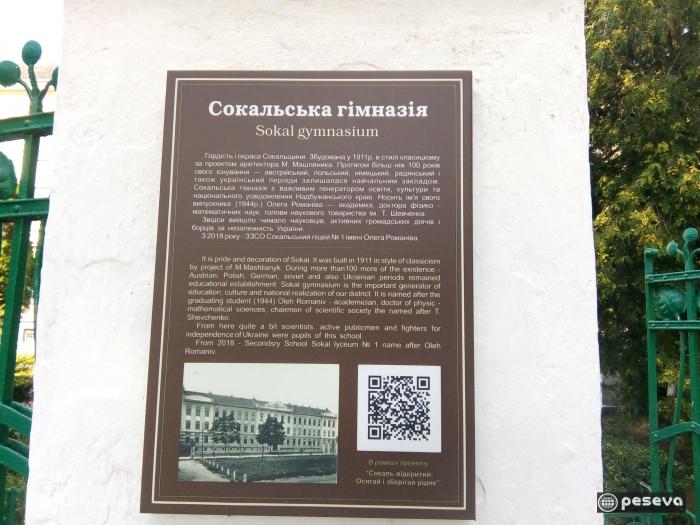 Сокальська гімназія
Sokal gymnasium
Гордість і окраса Сокальщини. Збудована у 1911р. в стилі класицизму
за проектом архітектора М. Машляника. Протягом більш ніж 100 років
свого існування — австрійський, польський, німецький, радянський і
також український періоди залишалася навчальним закладом.
Сокальська гімназія є важливим генератором освіти, культури та
національного усвідомлення Надбужанського краю. Носить ім'я свого
випускника (1944р.) Олега Романіва — академіка, доктора фізико -
математичних наук, голови наукового товариства ім. Т. Шевченка.
Звідси вийшло чимало науковців, активних громадських діячів і
борців за незалежність України.
З 2018 року - ЗЗСО Сокальський ліцей № 1 імені Олега Романіва
It is pride and decoration of Sokal. It was built in 1911 in style of classicism
by project of M.Mashlianyk. During more than100 more of the existence -
Austrian, Polish, German, soviet and also Ukrainian periods remained
educational establishment. Sokal gymnasium is the important generator of
education, culture and national realization of our district. It is named after the
graduating student (1944) Oleh Romaniv - academician, doctor of physic -
mathematical sciences, chairmen of scientific society the named after T.
Shevchenko.
From here quite a bit scientists, active publicmen and fighters for
independence of Ukraine were pupils of this school.
From 2018 - Secondsry School Sokal lyceum № 1 name after Oleh
Romaniv.
В рамках проекту
"Сокаль відкритий.
Осягай і зберігай рідне".
peseva